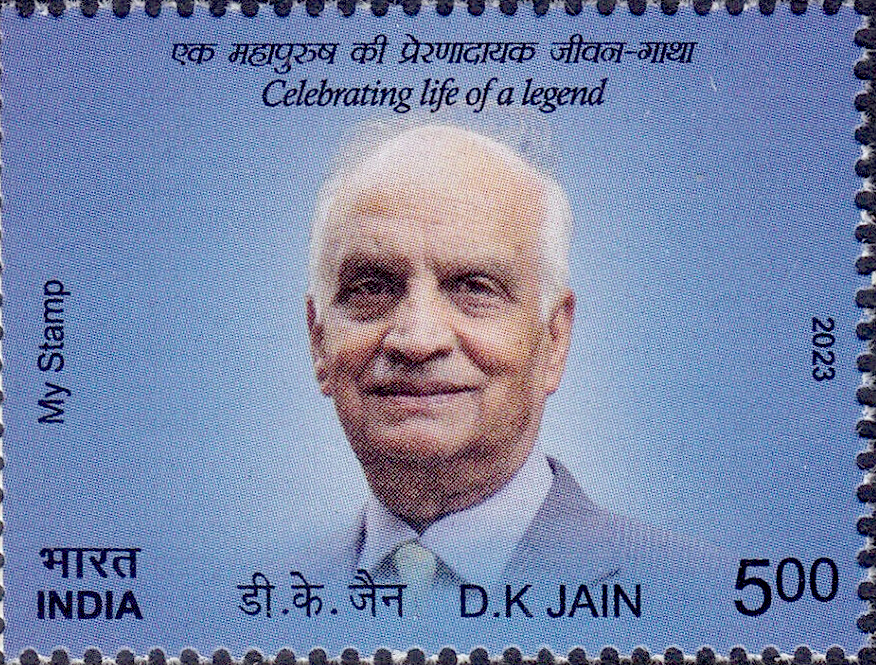 एक महापुरुष की प्रेरणादायक जीवन-गाथा
Celebrating life of a legend
My Stamp
2023
भारत
INDIA
डी.के.जैन D.K JAIN
500